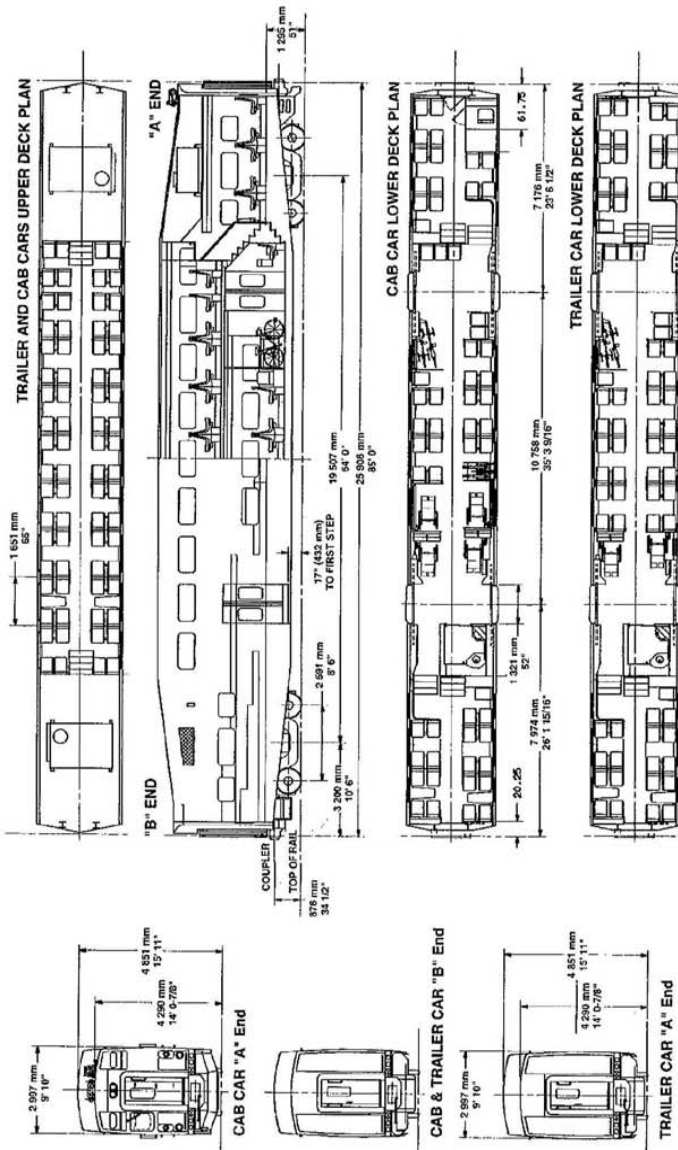 TRAILER AND CAB CARS UPPER DECK PLAN
1 651 mm
65"
"B" END
"A" END
1 295 mm
51"
17" (432 mm)
TO FIRST STEP
19 507 mm
64' 0"
25 908 mm
85' 0"
2 591 mm
8' 6"
3 200 mm
10' 6"
COUPLER
TOP OF RAIL
876 mm
34 1/2"
CAB CAR LOWER DECK PLAN
61.75
7 176 mm
23' 6 1/2"
10 758 mm
35' 3 9/16"
1 321 mm
52"
7 974 mm
26' 1 15/16"
20.25
TRAILER CAR LOWER DECK PLAN
2 997 mm
9' 10"
4 851 mm
15' 11"
4 290 mm
14' 0-7/8"
CAB CAR "A" End
CAB & TRAILER CAR "B" End
2 997 mm
9' 10"
4 851 mm
15' 11"
4 290 mm
14' 0-7/8"
TRAILER CAR "A" End